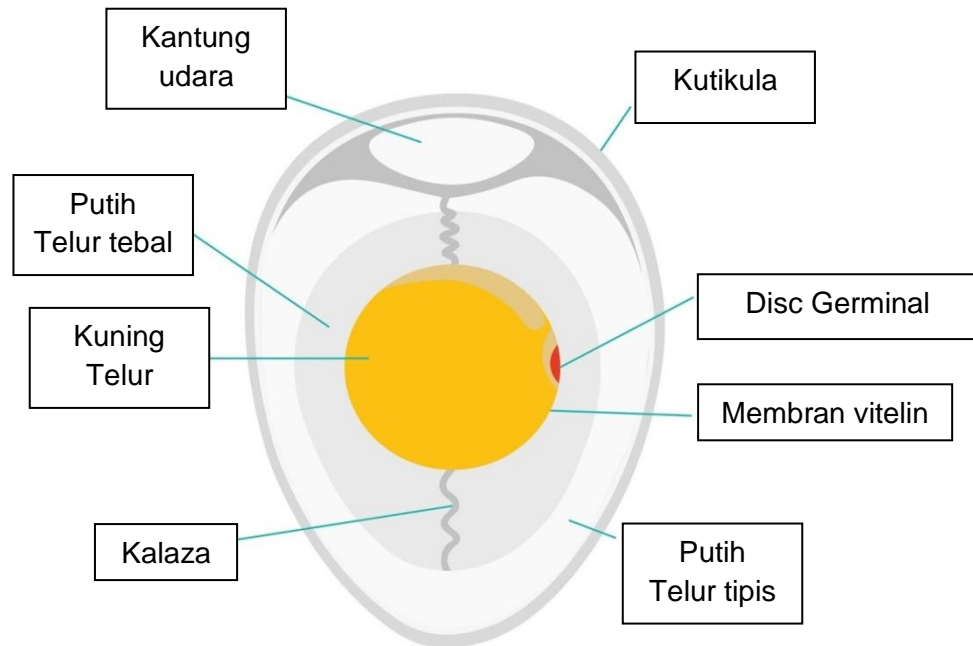 Kantung
udara
Kutikula
Putih
Telur tebal
Kuning
Telur
Disc Germinal
Membran vitelin
Kalaza
Putih
Telur tipis